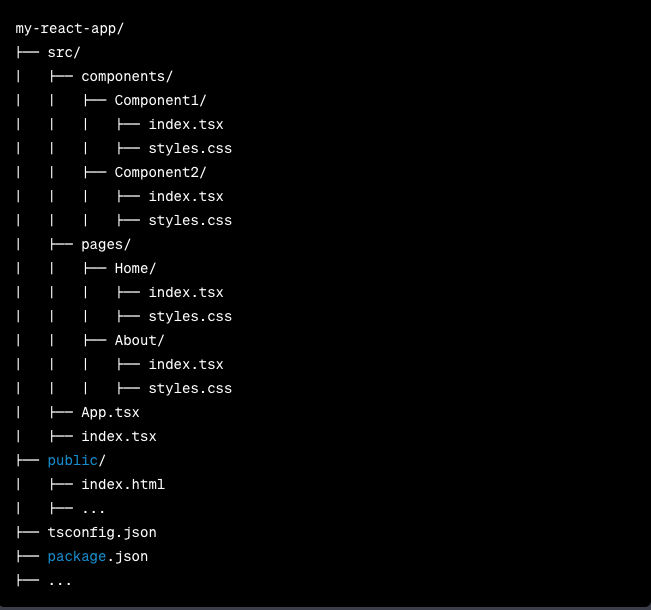 my-react-app/
├── src/
|   ├── components/
|   |   ├── Component1/
|   |   |   ├── index.tsx
|   |   |   ├── styles.css
|   |   ├── Component2/
|   |   |   ├── index.tsx
|   |   |   ├── styles.css
|   ├── pages/
|   |   ├── Home/
|   |   |   ├── index.tsx
|   |   |   ├── styles.css
|   |   ├── About/
|   |   |   ├── index.tsx
|   |   |   ├── styles.css
|   ├── App.tsx
|   ├── index.tsx
├── public/
|   ├── index.html
|   ├── ...
├── tsconfig.json
├── package.json
├── ...